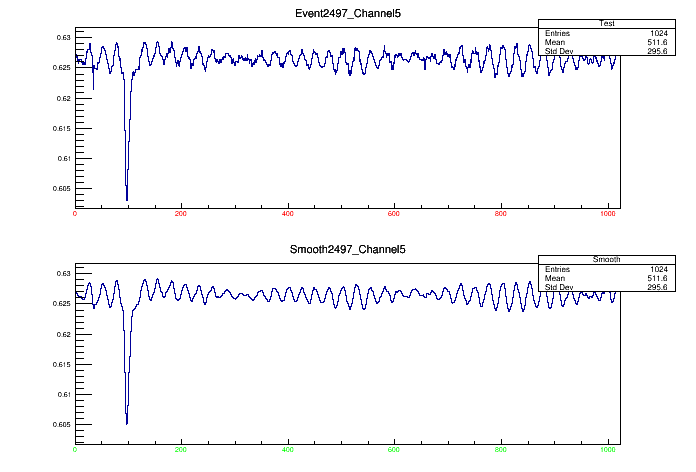 Event2497_Channel5
Test
Entries 1024
Mean 511.6
Std Dev 295.6
0.63
0.625
0.62
0.615
0.61
0.605
0 200 400 600 800 1000
Smooth2497_Channel5
Smooth
Entries 1024
Mean 511.6
Std Dev 295.6
0.63
0.625
0.62
0.615
0.61
0.605
0 200 400 600 800 1000